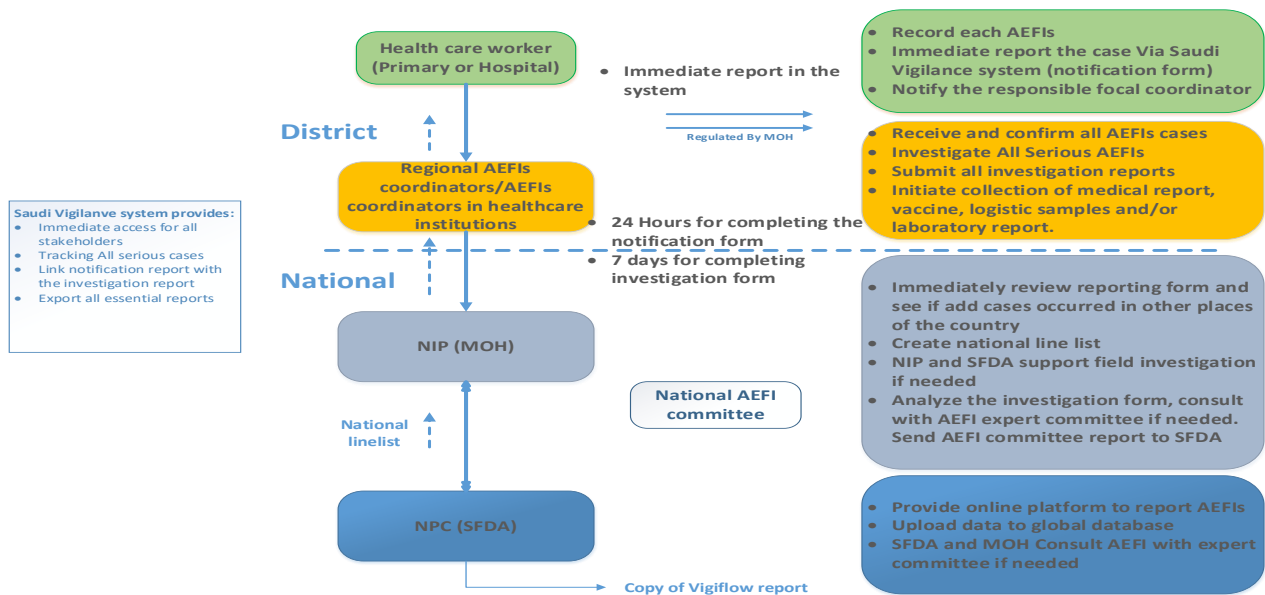 Health care worker
(Primary or Hospital)
• Immediate report in the
system
• Record each AEFIs
• Immediate report the case Via Saudi
Vigilance system (notification form)
• Notify the responsible focal coordinator
District
Regulated By MOH
Regional AEFIs
coordinators/AEFIs
coordinators in healthcare
institutions
• Receive and confirm all AEFIs cases
• Investigate All Serious AEFIs
• Submit all investigation reports
• Initiate collection of medical report,
vaccine, logistic samples and/or
laboratory report.
Saudi Vigilanve system provides:
• Immediate access for all
stakeholders
• Tracking All serious cases
• Link notification report with
the investigation report
• Export all essential reports
• 24 Hours for completing the
notification form
• 7 days for completing
investigation form
National
NIP (MOH)
• Immediately review reporting form and
see if add cases occurred in other places
of the country
• Create national line list
• NIP and SFDA support field investigation
if needed
• Analyze the investigation form, consult
with AEFI expert committee if needed.
Send AEFI committee report to SFDA
National AEFI
committee
National
linelist
NPC (SFDA)
• Provide online platform to report AEFIs
• Upload data to global database
• SFDA and MOH Consult AEFI with expert
committee if needed
Copy of Vigiflow report